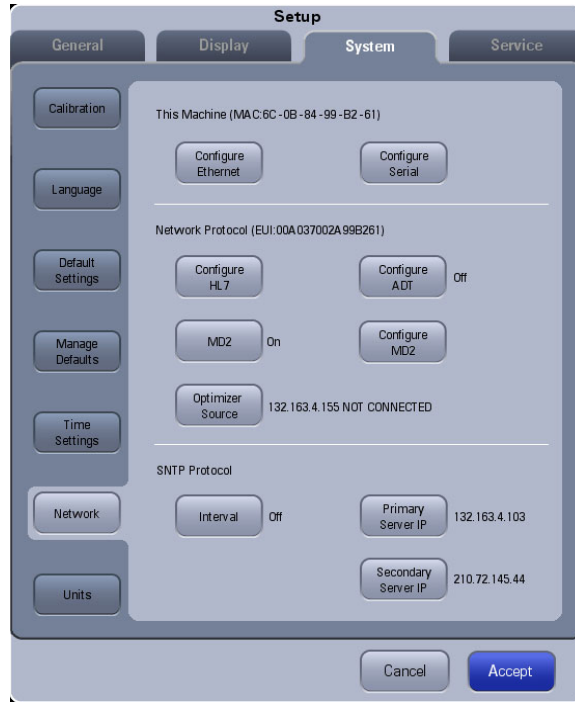 Setup
General
Display
System
Service
Calibration
Language
Default
Settings
Manage
Defaults
Time
Settings
Network
Units
This Machine (MAC:6C-0B-84-99-B2-61)
Configure
Ethernet
Configure
Serial
Network Protocol (EUI:00A037002A99B261)
Configure
HL7
Configure
ADT
Off
MD2
On
Configure
MD2
Optimizer
Source
132.163.4.155 NOT CONNECTED
SNTP Protocol
Interval
Off
Primary
Server IP
132.163.4.103
Secondary
Server IP
210.72.145.44
Cancel
Accept